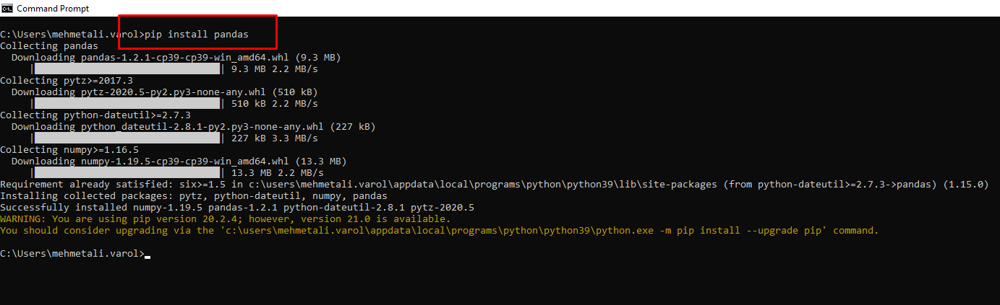 Command Prompt
C:\Users\mehmetali.varol>pip install pandas
Collecting pandas
  Downloading pandas-1.2.1-cp39-cp39-win_amd64.whl (9.3 MB)
     |████████████████████████████████| 9.3 MB 2.2 MB/s
Collecting pytz>=2017.3
  Downloading pytz-2020.5-py2.py3-none-any.whl (510 kB)
     |████████████████████████████████| 510 kB 2.2 MB/s
Collecting python-dateutil>=2.7.3
  Downloading python_dateutil-2.8.1-py2.py3-none-any.whl (227 kB)
     |████████████████████████████████| 227 kB 3.3 MB/s
Collecting numpy>=1.16.5
  Downloading numpy-1.19.5-cp39-cp39-win_amd64.whl (13.3 MB)
     |████████████████████████████████| 13.3 MB 2.2 MB/s
Requirement already satisfied: six>=1.5 in c:\users\mehmetali.varol\appdata\local\programs\python\python39\lib\site-packages (from python-dateutil>=2.7.3->pandas) (1.15.0)
Installing collected packages: pytz, python-dateutil, numpy, pandas
Successfully installed numpy-1.19.5 pandas-1.2.1 python-dateutil-2.8.1 pytz-2020.5
WARNING: You are using pip version 20.2.4; however, version 21.0 is available.
You should consider upgrading via the 'c:\users\mehmetali.varol\appdata\local\programs\python\python39\python.exe -m pip install --upgrade pip' command.
C:\Users\mehmetali.varol>